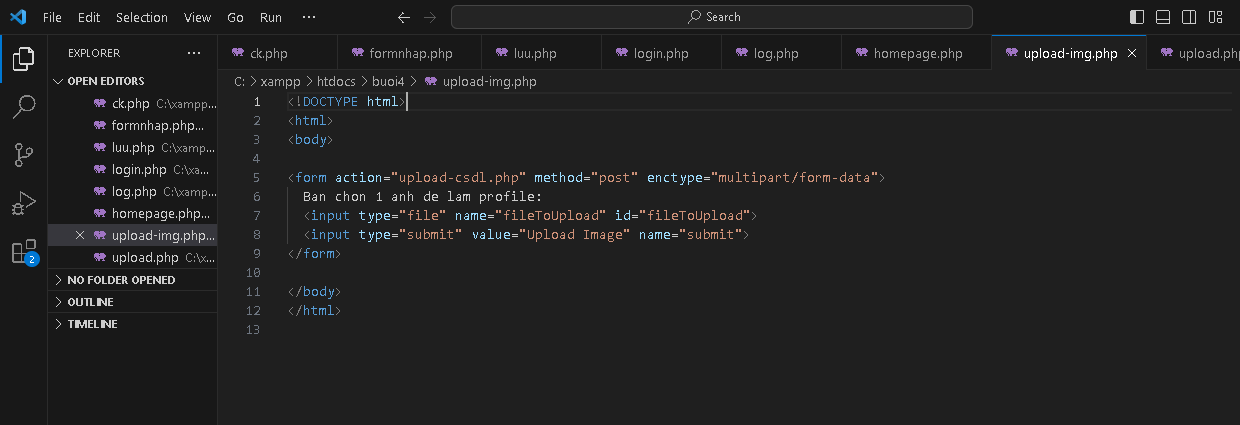 File Edit Selection View Go Run ··· Search
EXPLORER ···
OPEN EDITORS
ck.php C:\xampp...
formnhap.php...
luu.php C:\xamp...
login.php C:\xa...
log.php C:\xamp...
homepage.php...
upload-img.php...
upload.php C:\x...
NO FOLDER OPENED
OUTLINE
TIMELINE
2
ck.php formnhap.php luu.php login.php log.php homepage.php upload-img.php upload.ph
C: > xampp > htdocs > buoi4 > upload-img.php
1 <!DOCTYPE html>
2 <html>
3 <body>
4
5 <form action="upload-csdl.php" method="post" enctype="multipart/form-data">
6 Ban chon 1 anh de lam profile:
7 <input type="file" name="fileToUpload" id="fileToUpload">
8 <input type="submit" value="Upload Image" name="submit">
9 </form>
10
11 </body>
12 </html>
13